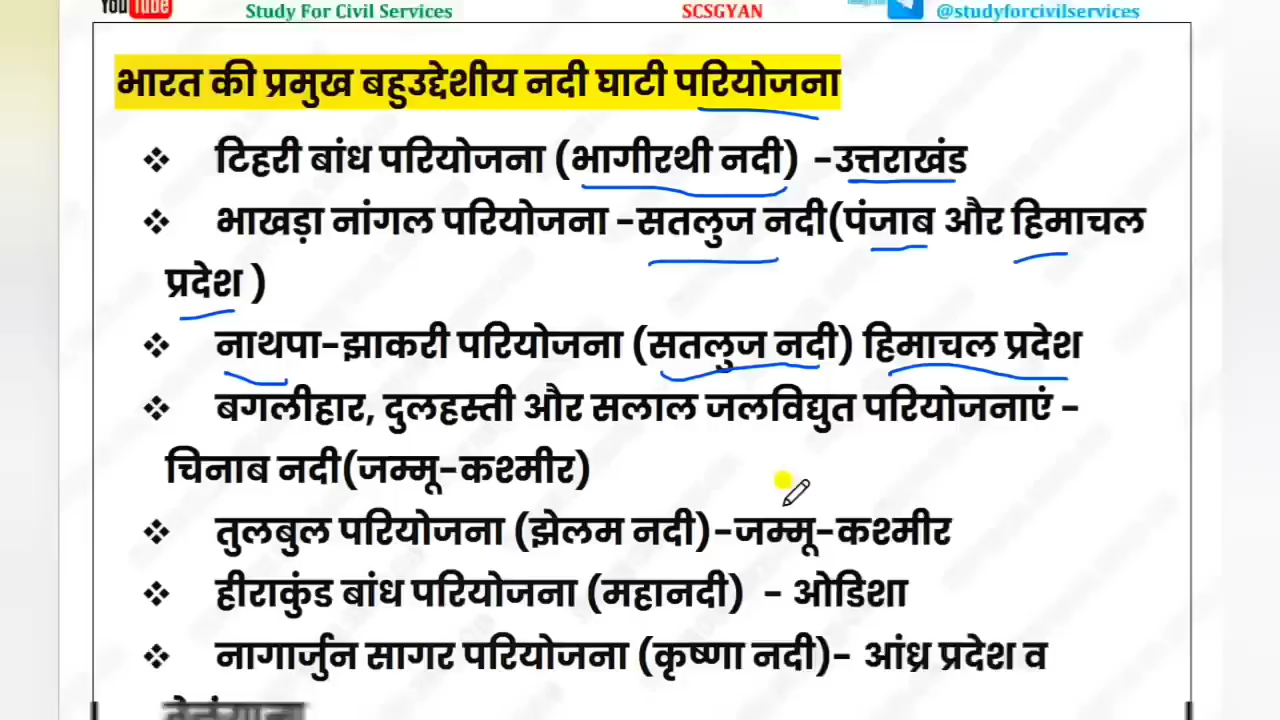 YouTube Study For Civil Services SCSGYAN @studyforcivilservices
भारत की प्रमुख बहुउद्देशीय नदी घाटी परियोजना
❖ टिहरी बांध परियोजना (भागीरथी नदी) -उत्तराखंड
❖ भाखड़ा नांगल परियोजना -सतलुज नदी(पंजाब और हिमाचल
प्रदेश )
❖ नाथपा-झाकरी परियोजना (सतलुज नदी) हिमाचल प्रदेश
❖ बगलीहार, दुलहस्ती और सलाल जलविद्युत परियोजनाएं -
चिनाब नदी(जम्मू-कश्मीर)
❖ तुलबुल परियोजना (झेलम नदी)-जम्मू-कश्मीर
❖ हीराकुंड बांध परियोजना (महानदी) - ओडिशा
❖ नागार्जुन सागर परियोजना (कृष्णा नदी)- आंध्र प्रदेश व